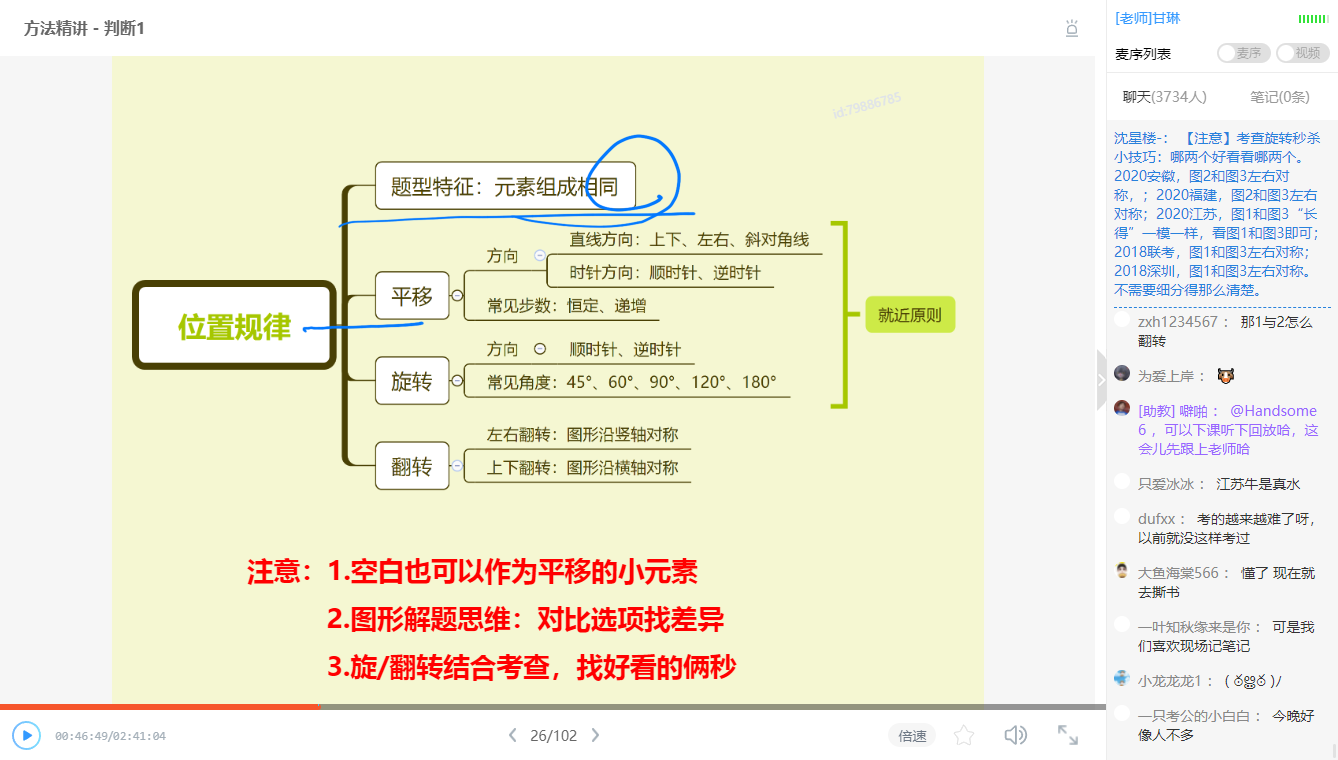 方法精讲 - 判断1
[老师]甘琳
麦序列表
麦序
视频
聊天(3734人)
笔记(0条)
id:79886785
题型特征：元素组成相同
位置规律
平移
方向
直线方向：上下、左右、斜对角线
时针方向：顺时针、逆时针
常见步数：恒定、递增
就近原则
旋转
方向
顺时针、逆时针
常见角度：45°、60°、90°、120°、180°
翻转
左右翻转：图形沿竖轴对称
上下翻转：图形沿横轴对称
注意：1.空白也可以作为平移的小元素
2.图形解题思维：对比选项找差异
3.旋/翻转结合考查，找好看的俩秒
沈星楼-： 【注意】考查旋转秒杀
小技巧：哪两个好看看哪两个。
2020安徽，图2和图3左右对
称，；2020福建，图2和图3左右
对称；2020江苏，图1和图3“长
得”一模一样，看图1和图3即可；
2018联考，图1和图3左右对称；
2018深圳，图1和图3左右对称。
不需要细分得那么清楚。
zxh1234567： 那1与2怎么
翻转
为爱上岸：
[助教] 噼啪： @Handsome
6 ，可以下课听下回放哈，这
会儿先跟上老师哈
只爱冰冰： 江苏牛是真水
dufxx： 考的越来越难了呀，
以前就没这样考过
大鱼海棠566： 懂了 现在就
去撕书
一叶知秋缘来是你： 可是我
们喜欢现场记笔记
小龙龙龙1：
一只考公的小白白： 今晚好
像人不多
00:46:49/02:41:04
26/102
倍速